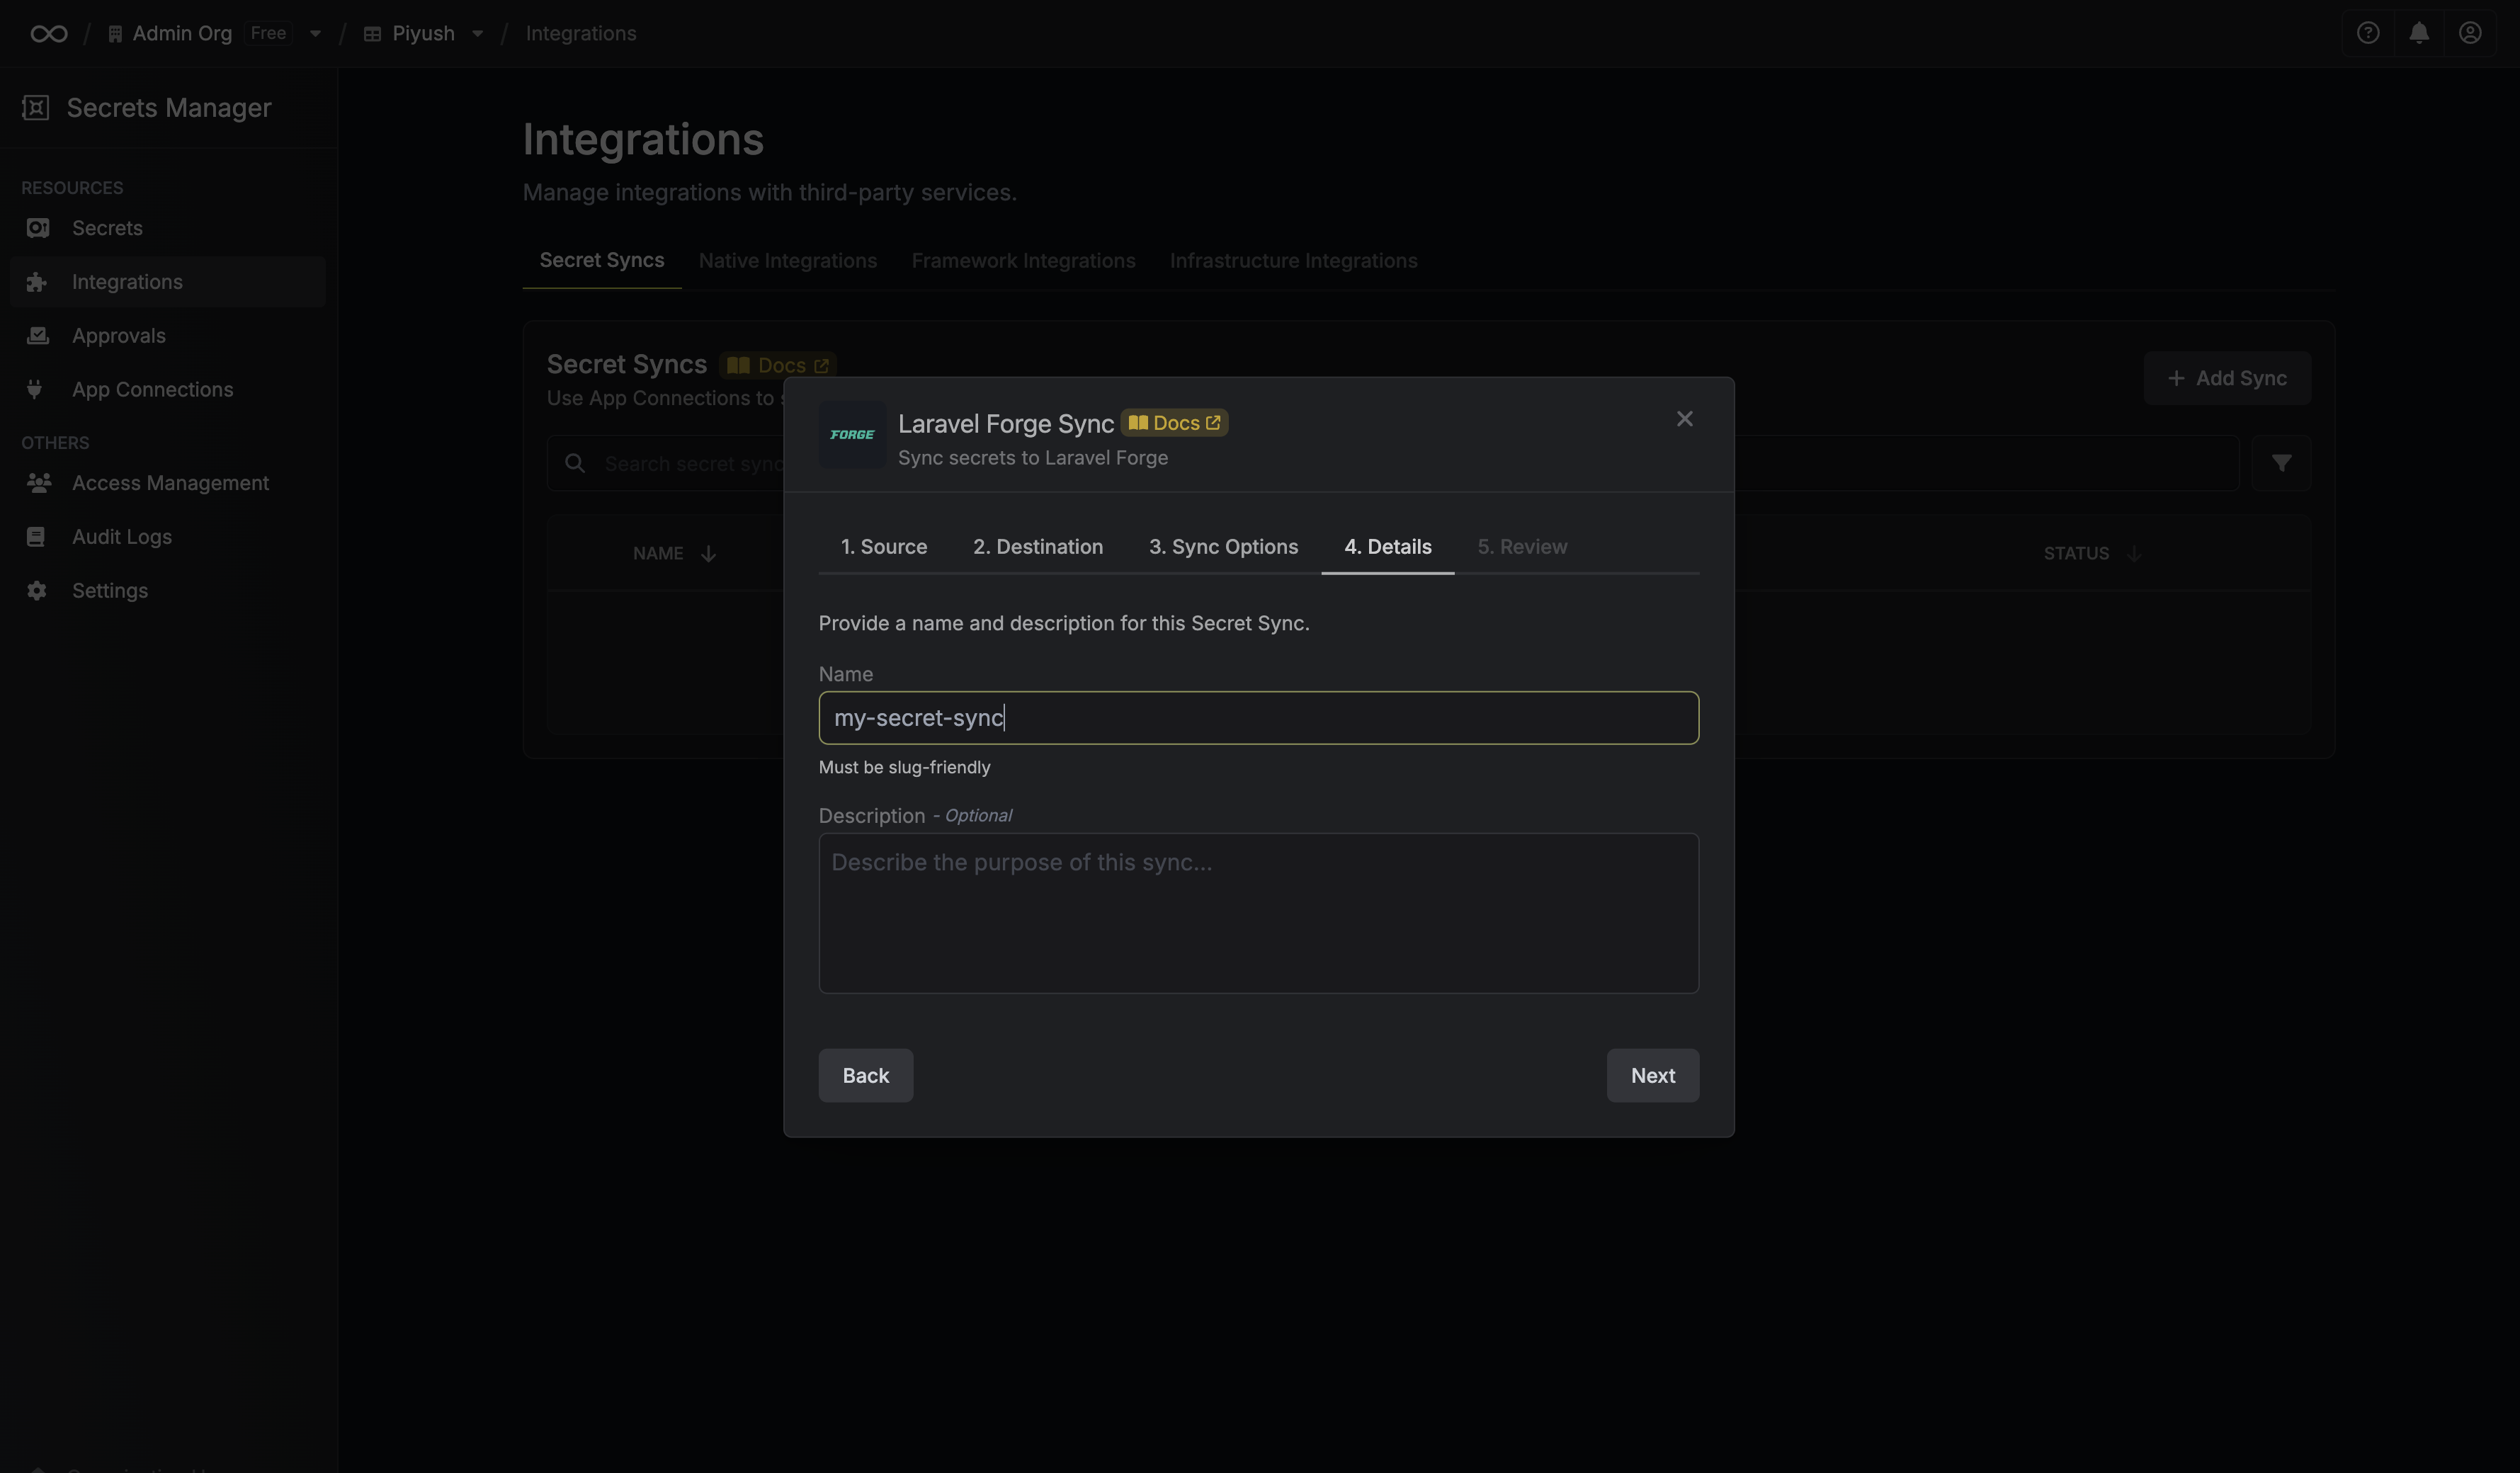 Admin Org Free Piyush Integrations
Secrets Manager
RESOURCES
Secrets
Integrations
Approvals
App Connections
OTHERS
Access Management
Audit Logs
Settings
Integrations
Manage integrations with third-party services.
Secret Syncs Native Integrations Framework Integrations Infrastructure Integrations
Secret Syncs Docs
Use App Connections to
Add Sync
Search secret sync
NAME STATUS
FORGE
Laravel Forge Sync Docs
Sync secrets to Laravel Forge
1. Source 2. Destination 3. Sync Options 4. Details 5. Review
Provide a name and description for this Secret Sync.
Name
my-secret-sync
Must be slug-friendly
Description - Optional
Describe the purpose of this sync...
Back Next